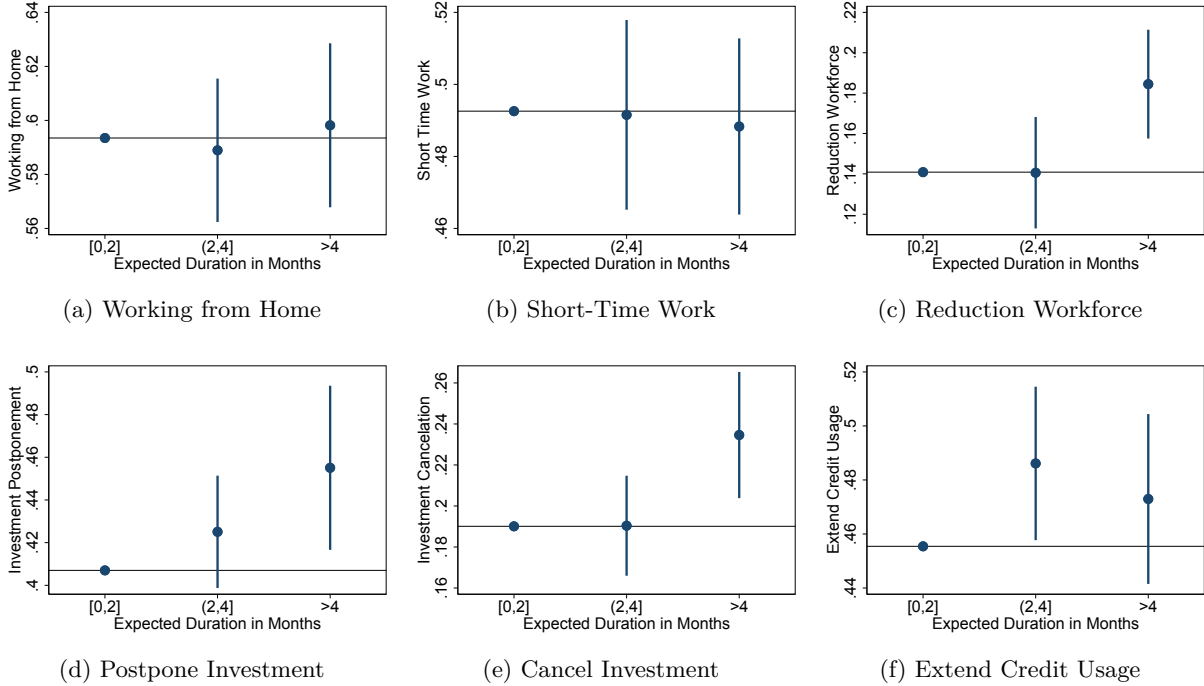 Working from Home
.56 .58 .6 .62 .64
[0,2] (2,4] >4
Expected Duration in Months
(a) Working from Home
Short Time Work
.46 .48 .5 .52
[0,2] (2,4] >4
Expected Duration in Months
(b) Short-Time Work
Reduction Workforce
.12 .14 .16 .18 .2 .22
[0,2] (2,4] >4
Expected Duration in Months
(c) Reduction Workforce
Investment Postponement
.4 .42 .44 .46 .48 .5
[0,2] (2,4] >4
Expected Duration in Months
(d) Postpone Investment
Investment Cancelation
.16 .18 .2 .22 .24 .26
[0,2] (2,4] >4
Expected Duration in Months
(e) Cancel Investment
Extend Credit Usage
.44 .46 .48 .5 .52
[0,2] (2,4] >4
Expected Duration in Months
(f) Extend Credit Usage